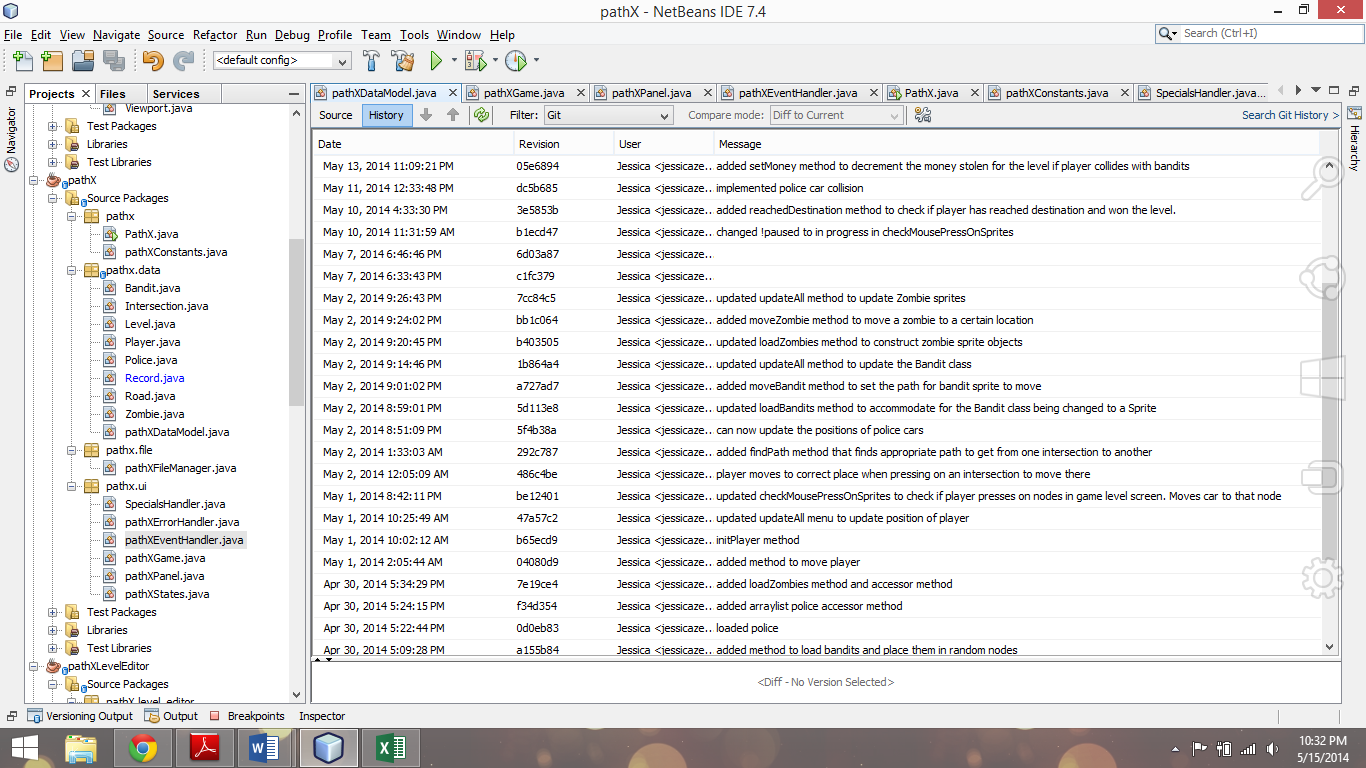 pathX - NetBeans IDE 7.4
File Edit View Navigate Source Refactor Run Debug Profile Team Tools Window Help
Search (Ctrl+I)
<default config>
Projects Files Services
Navigator
Viewport.java
Test Packages
Libraries
Test Libraries
pathX
Source Packages
pathx
PathX.java
pathXConstants.java
pathx.data
Bandit.java
Intersection.java
Level.java
Player.java
Police.java
Record.java
Road.java
Zombie.java
pathXDataModel.java
pathx.file
pathXFileManager.java
pathx.ui
SpecialsHandler.java
pathXErrorHandler.java
pathXEventHandler.java
pathXGame.java
pathXPanel.java
pathXStates.java
Test Packages
Libraries
Test Libraries
pathXLevelEditor
Source Packages
pathX.level_editor
pathXDataModel.java pathXGame.java pathXPanel.java pathXEventHandler.java PathX.java pathXConstants.java SpecialsHandler.java...
Source History Filter: Git Compare mode: Diff to Current Search Git History >
Hierarchy
Date Revision User Message
May 13, 2014 11:09:21 PM 05e6894 Jessica <jessicaze... added setMoney method to decrement the money stolen for the level if player collides with bandits
May 11, 2014 12:33:48 PM dc5b685 Jessica <jessicaze... implemented police car collision
May 10, 2014 4:33:30 PM 3e5853b Jessica <jessicaze... added reachedDestination method to check if player has reached destination and won the level.
May 10, 2014 11:31:59 AM b1ecd47 Jessica <jessicaze... changed !paused to in progress in checkMousePressOnSprites
May 7, 2014 6:46:46 PM 6d03a87 Jessica <jessicaze...
May 7, 2014 6:33:43 PM c1fc379 Jessica <jessicaze...
May 2, 2014 9:26:43 PM 7cc84c5 Jessica <jessicaze... updated updateAll method to update Zombie sprites
May 2, 2014 9:24:02 PM bb1c064 Jessica <jessicaze... added moveZombie method to move a zombie to a certain location
May 2, 2014 9:20:45 PM b403505 Jessica <jessicaze... updated loadZombies method to construct zombie sprite objects
May 2, 2014 9:14:46 PM 1b864a4 Jessica <jessicaze... updated updateAll method to update the Bandit class
May 2, 2014 9:01:02 PM a727ad7 Jessica <jessicaze... added moveBandit method to set the path for bandit sprite to move
May 2, 2014 8:59:01 PM 5d113e8 Jessica <jessicaze... updated loadBandits method to accommodate for the Bandit class being changed to a Sprite
May 2, 2014 8:51:09 PM 5f4b38a Jessica <jessicaze... can now update the positions of police cars
May 2, 2014 1:33:03 AM 292c787 Jessica <jessicaze... added findPath method that finds appropriate path to get from one intersection to another
May 2, 2014 12:05:09 AM 486c4be Jessica <jessicaze... player moves to correct place when pressing on an intersection to move there
May 1, 2014 8:42:11 PM be12401 Jessica <jessicaze... updated checkMousePressOnSprites to check if player presses on nodes in game level screen. Moves car to that node
May 1, 2014 10:25:49 AM 47a57c2 Jessica <jessicaze... updated updateAll menu to update position of player
May 1, 2014 10:02:12 AM b65ecd9 Jessica <jessicaze... initPlayer method
May 1, 2014 2:05:44 AM 04080d9 Jessica <jessicaze... added method to move player
Apr 30, 2014 5:34:29 PM 7e19ce4 Jessica <jessicaze... added loadZombies method and accessor method
Apr 30, 2014 5:24:15 PM f34d354 Jessica <jessicaze... added arraylist police accessor method
Apr 30, 2014 5:22:44 PM 0d0eb83 Jessica <jessicaze... loaded police
Apr 30, 2014 5:09:28 PM a155b84 Jessica <jessicaze... added method to load bandits and place them in random nodes
<Diff - No Version Selected>
Versioning Output Output Breakpoints Inspector
10:32 PM
5/15/2014